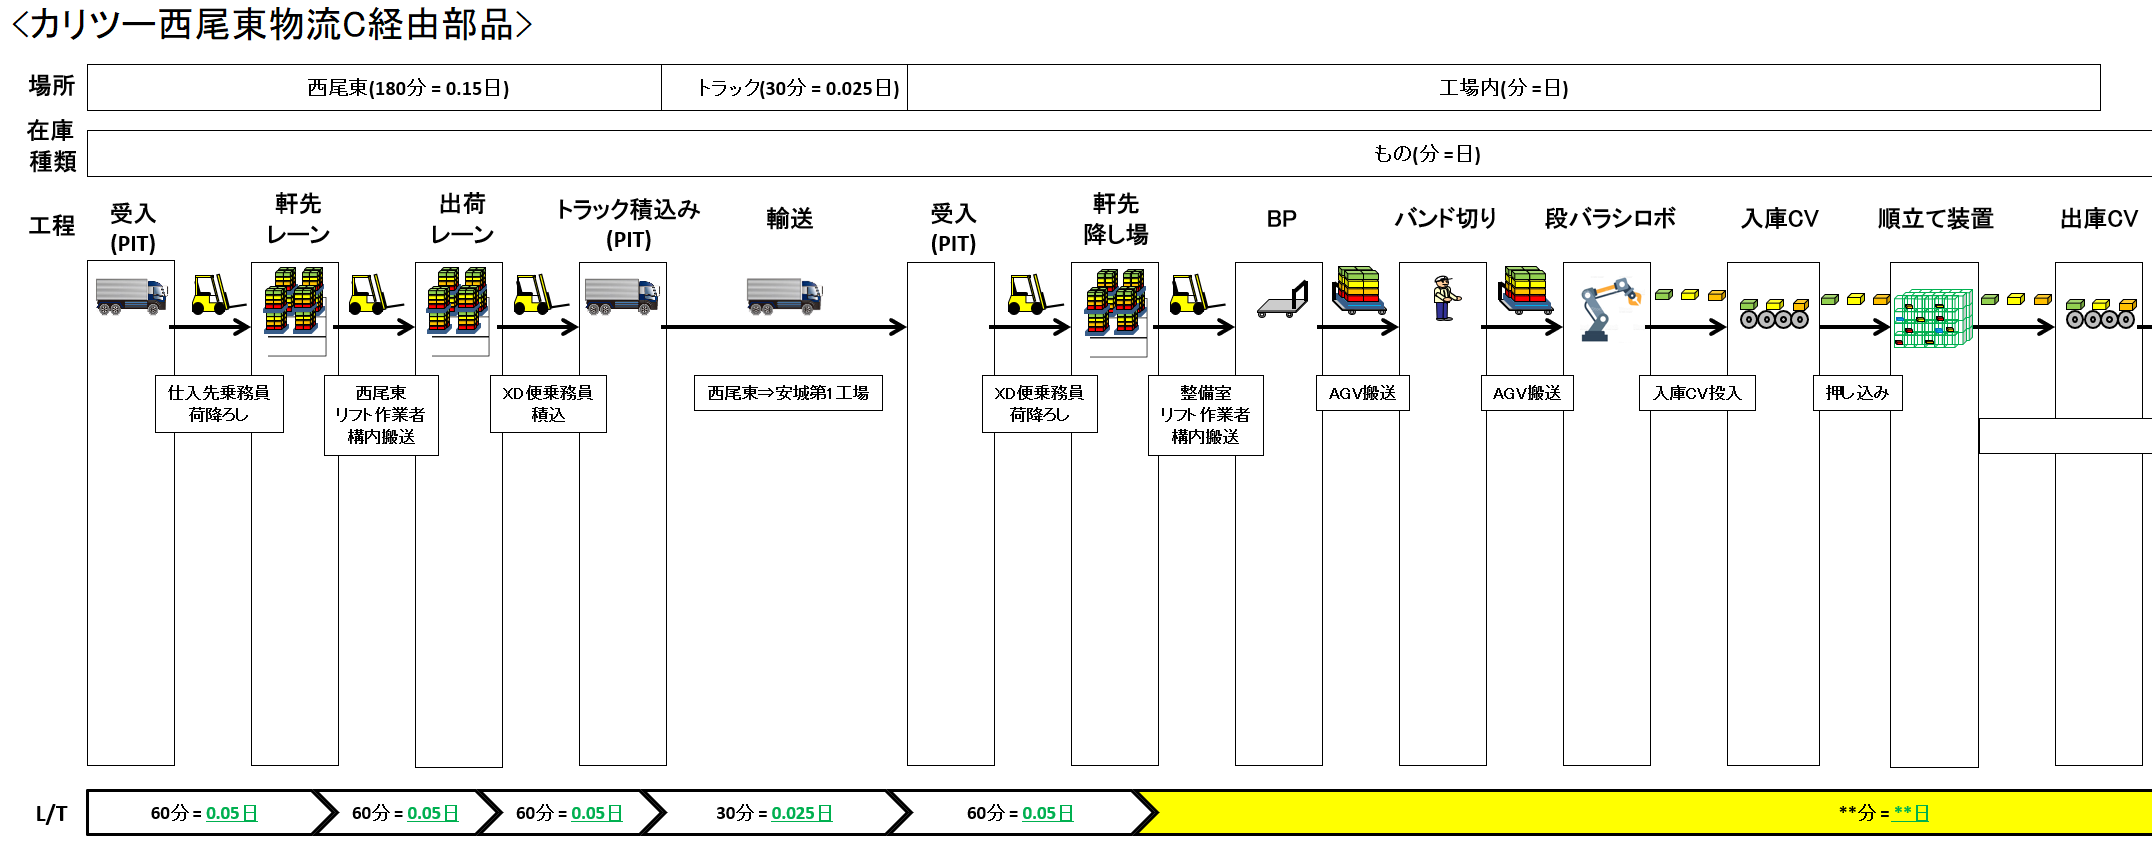 <カリツー西尾東物流C経由部品>
場所
西尾東(180分 = 0.15日)
トラック(30分 = 0.025日)
工場内(分 =日)
在庫
種類
もの(分 =日)
工程
受入
(PIT)
軒先
レーン
出荷
レーン
トラック積込み
(PIT)
輸送
受入
(PIT)
軒先
降し場
BP
バンド切り
段バラシロボ
入庫CV
順立て装置
出庫CV
仕入先乗務員
荷降ろし
西尾東
リフト作業者
構内搬送
XD便乗務員
積込
西尾東⇒安城第1工場
XD便乗務員
荷降ろし
整備室
リフト作業者
構内搬送
AGV搬送
AGV搬送
入庫CV投入
押し込み
L/T
60分 = 0.05日
60分 = 0.05日
60分 = 0.05日
30分 = 0.025日
60分 = 0.05日
**分 = **日